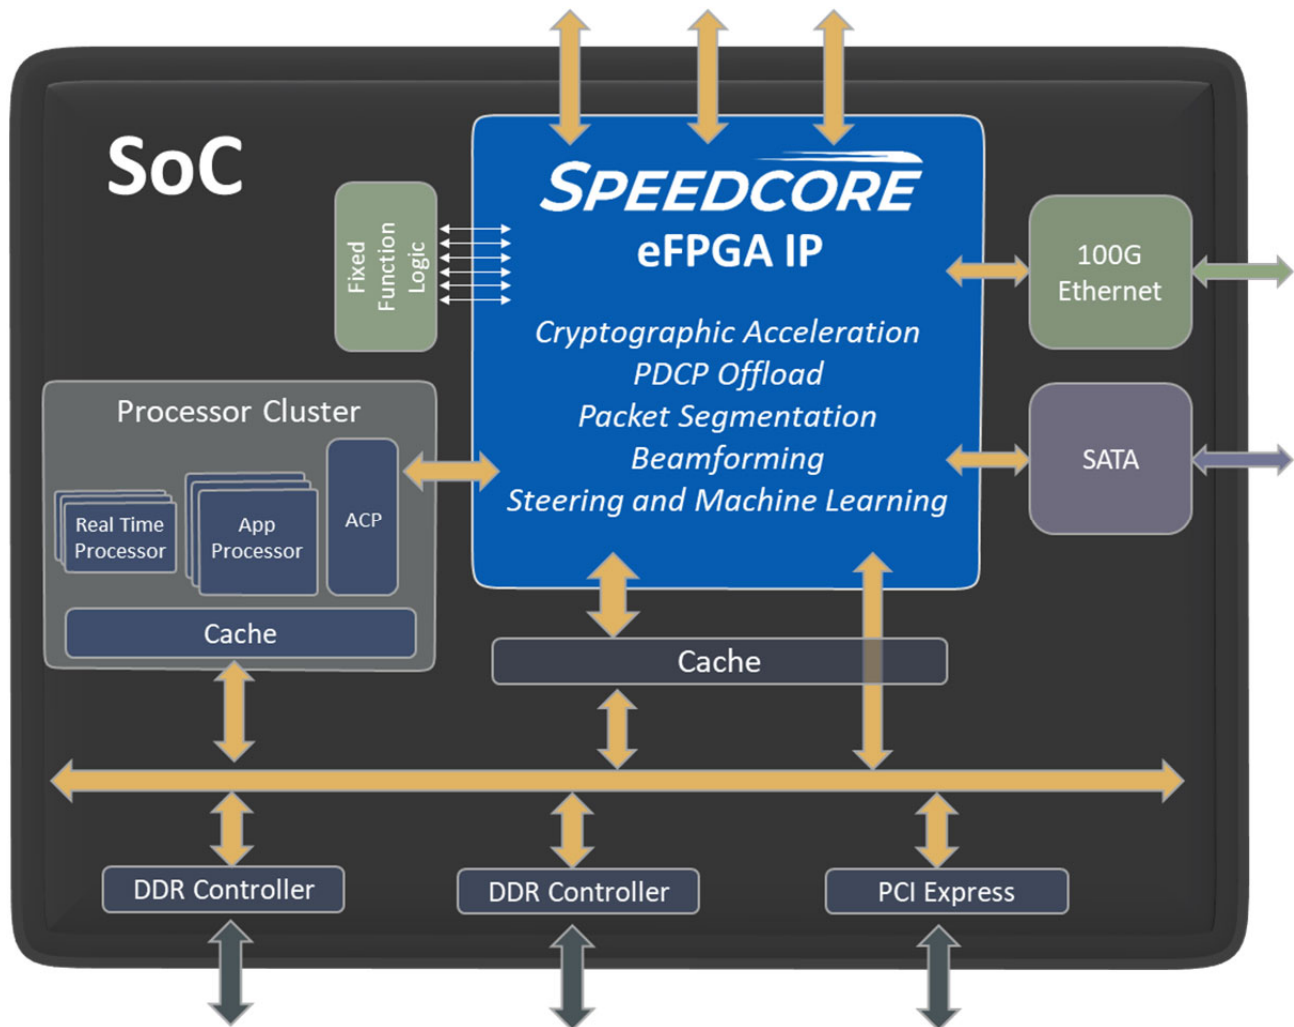 SoC
SPEEDCORE
eFPGA IP
Cryptographic Acceleration
PDCP Offload
Packet Segmentation
Beamforming
Steering and Machine Learning
Fixed
Function
Logic
100G
Ethernet
SATA
Processor Cluster
Real Time
Processor
App
Processor
ACP
Cache
Cache
DDR Controller
DDR Controller
PCI Express